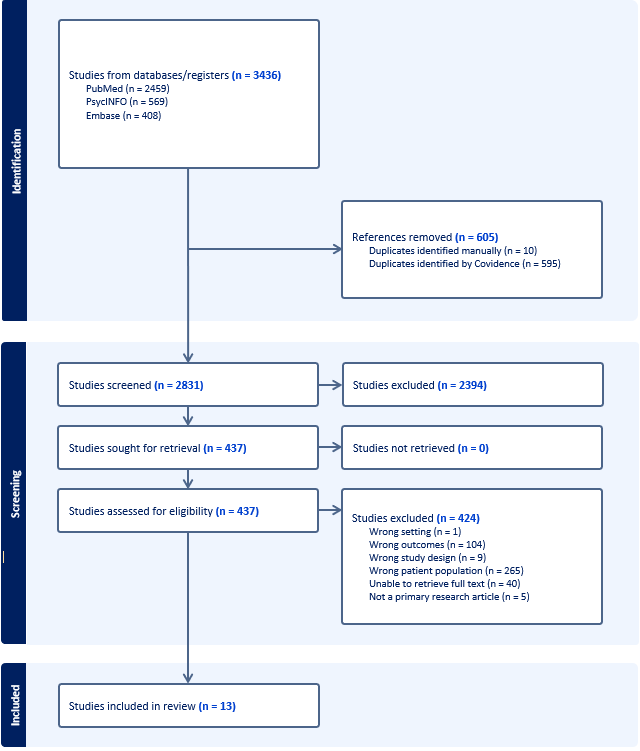 Identification
Studies from databases/registers (n = 3436)
PubMed (n = 2459)
PsycINFO (n = 569)
Embase (n = 408)
References removed (n = 605)
Duplicates identified manually (n = 10)
Duplicates identified by Covidence (n = 595)
Screening
Studies screened (n = 2831)
Studies excluded (n = 2394)
Studies sought for retrieval (n = 437)
Studies not retrieved (n = 0)
Studies assessed for eligibility (n = 437)
Studies excluded (n = 424)
Wrong setting (n = 1)
Wrong outcomes (n = 104)
Wrong study design (n = 9)
Wrong patient population (n = 265)
Unable to retrieve full text (n = 40)
Not a primary research article (n = 5)
Included
Studies included in review (n = 13)